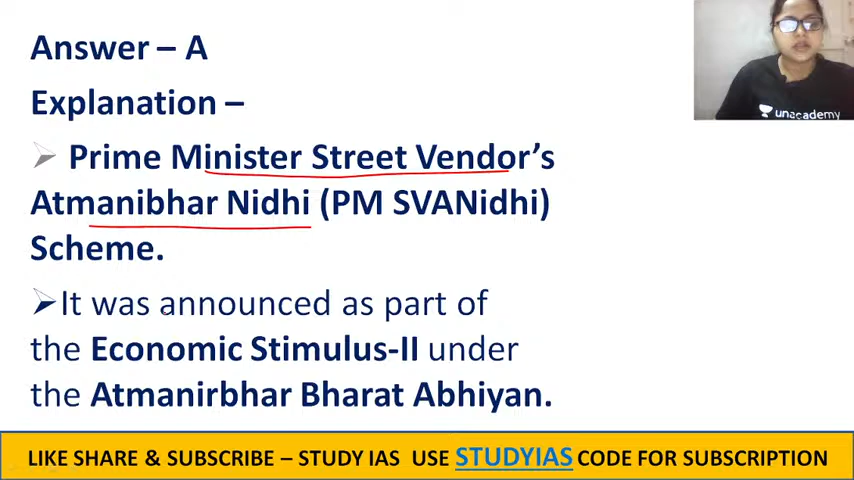 Answer – A
Explanation –
➢ Prime Minister Street Vendor’s
Atmanibhar Nidhi (PM SVANidhi)
Scheme.
➢It was announced as part of
the Economic Stimulus-II under
the Atmanirbhar Bharat Abhiyan.
unacademy
LIKE SHARE & SUBSCRIBE – STUDY IAS USE STUDYIAS CODE FOR SUBSCRIPTION